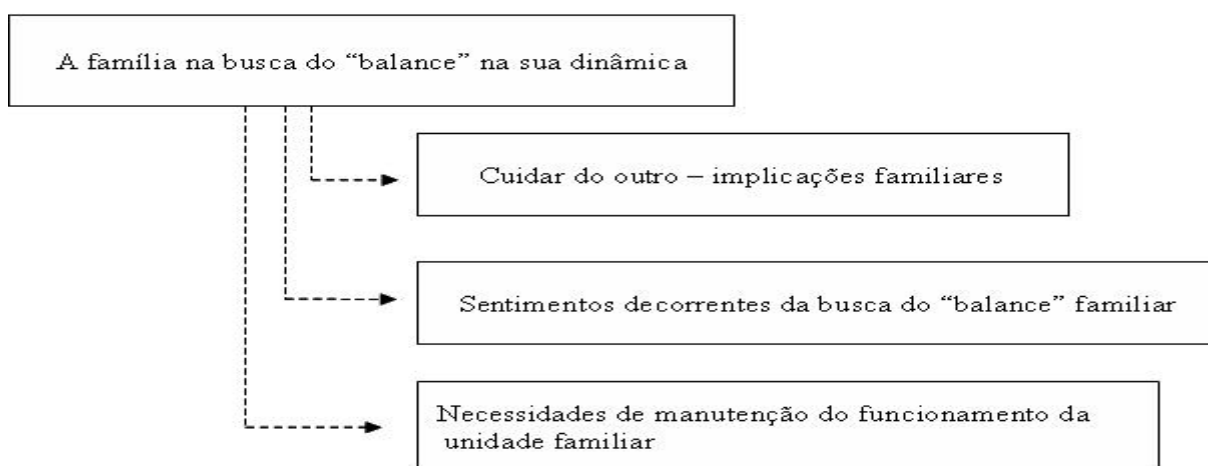 A família na busca do “balance” na sua dinâmica
Cuidar do outro – implicações familiares
Sentimentos decorrentes da busca do “balance” familiar
Necessidades de manutenção do funcionamento da
unidade familiar